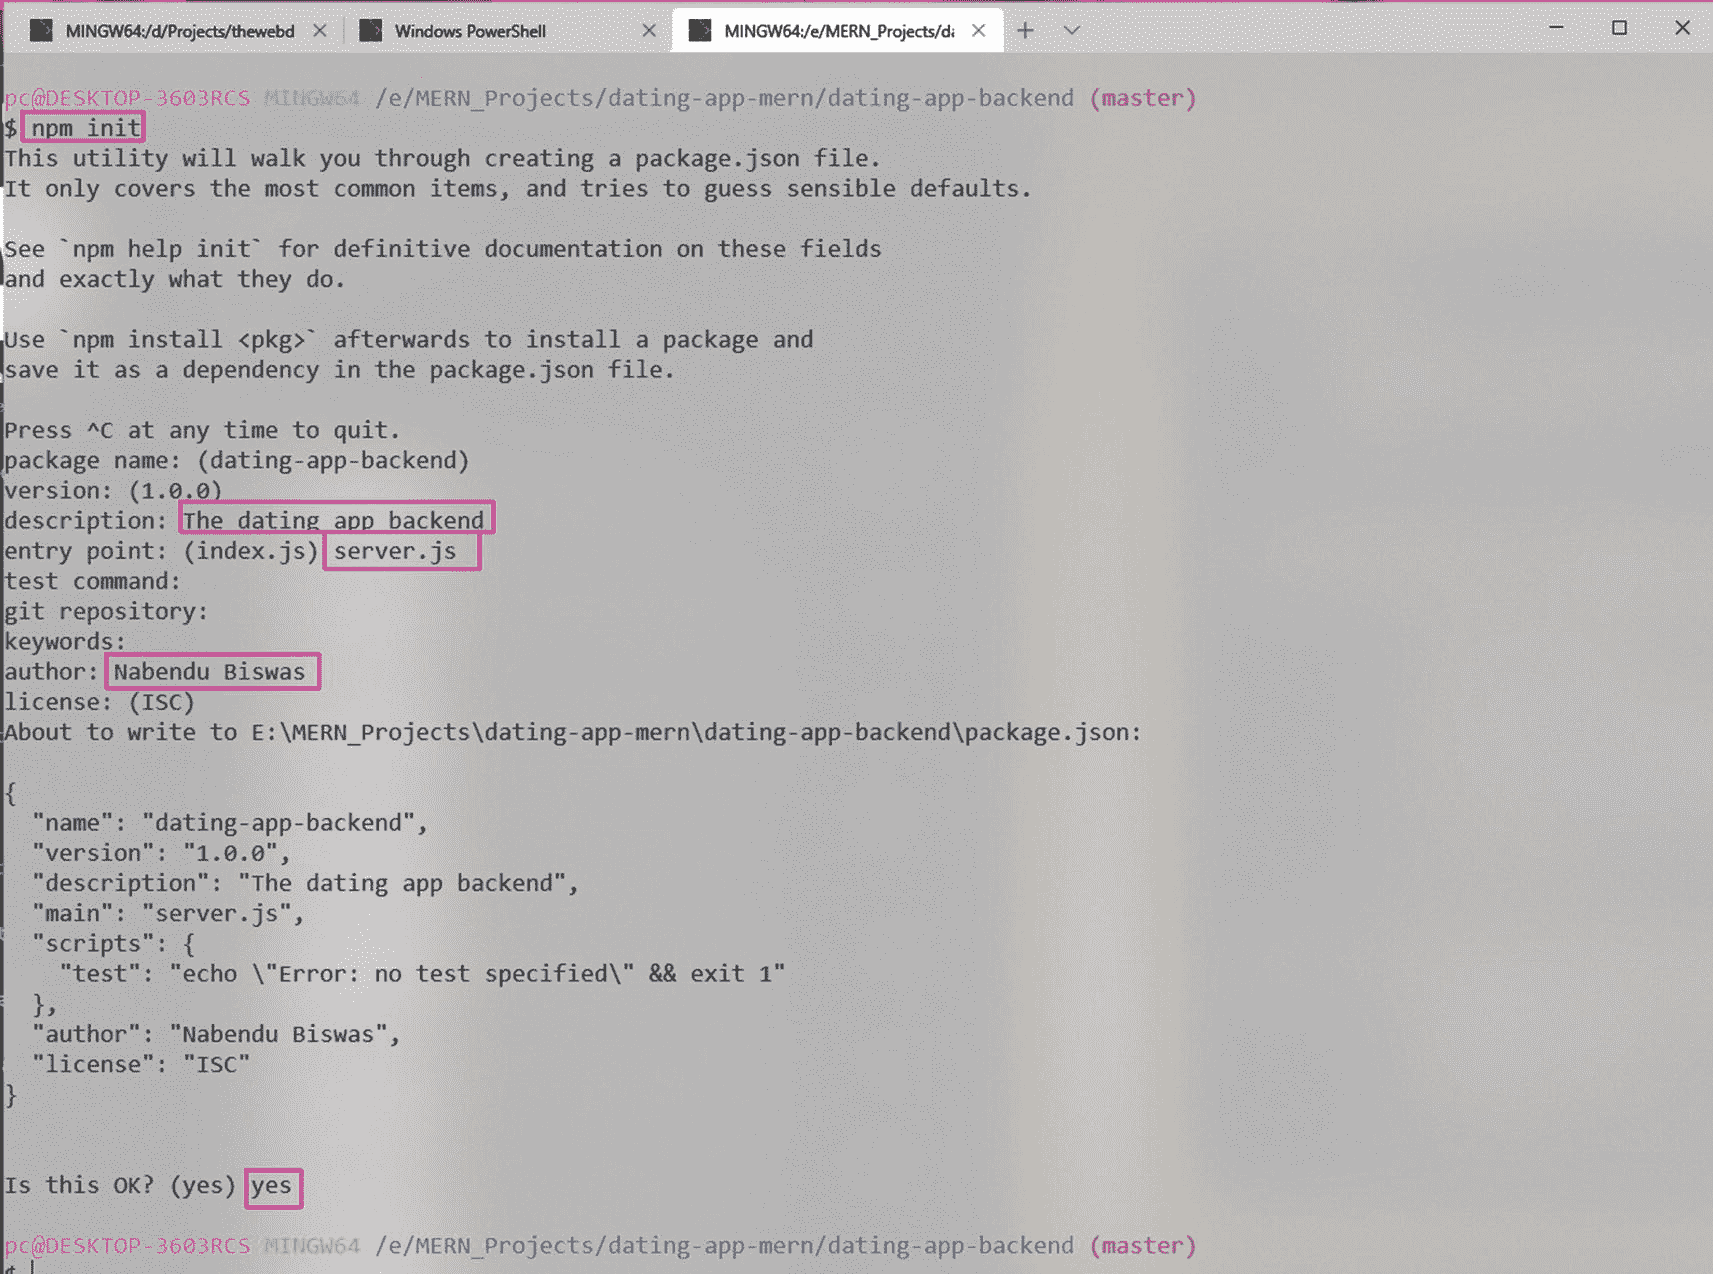 MINGW64:/d/Projects/thewebd
Windows PowerShell
MINGW64:/e/MERN_Projects/da
pc@DESKTOP-3603RCS MINGW64 /e/MERN_Projects/dating-app-mern/dating-app-backend (master)
$ npm init
This utility will walk you through creating a package.json file.
It only covers the most common items, and tries to guess sensible defaults.
See `npm help init` for definitive documentation on these fields
and exactly what they do.
Use `npm install <pkg>` afterwards to install a package and
save it as a dependency in the package.json file.
Press ^C at any time to quit.
package name: (dating-app-backend)
version: (1.0.0)
description: The dating app backend
entry point: (index.js) server.js
test command:
git repository:
keywords:
author: Nabendu Biswas
license: (ISC)
About to write to E:\MERN_Projects\dating-app-mern\dating-app-backend\package.json:
{
  "name": "dating-app-backend",
  "version": "1.0.0",
  "description": "The dating app backend",
  "main": "server.js",
  "scripts": {
    "test": "echo \"Error: no test specified\" && exit 1"
  },
  "author": "Nabendu Biswas",
  "license": "ISC"
}
Is this OK? (yes) yes
pc@DESKTOP-3603RCS MINGW64 /e/MERN_Projects/dating-app-mern/dating-app-backend (master)
$